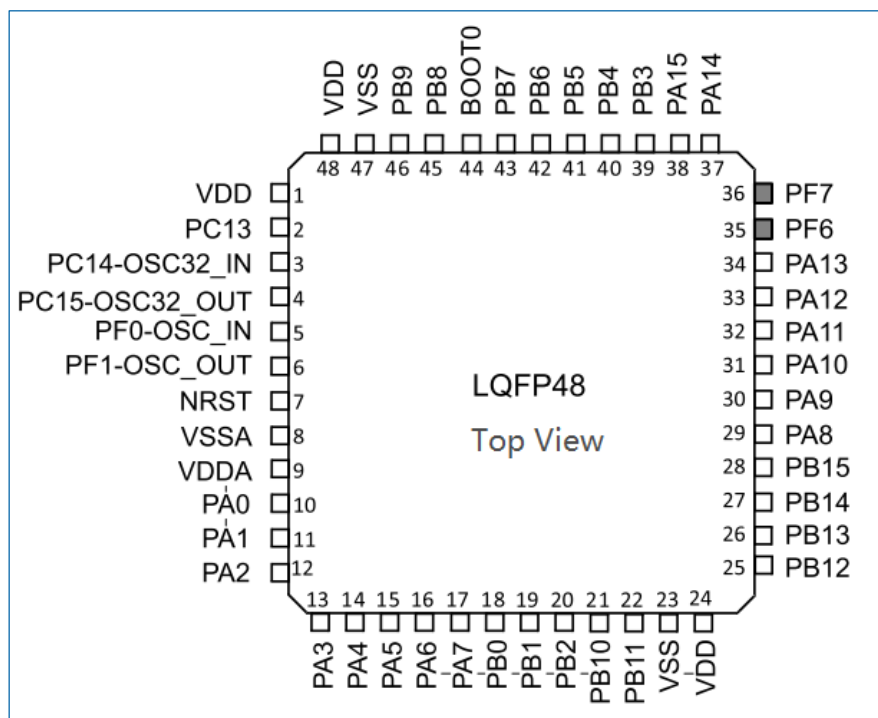 VDD
VSS
PB9
PB8
BOOT0
PB7
PB6
PB5
PB4
PB3
PA15
PA14
48 47 46 45 44 43 42 41 40 39 38 37
VDD 1 36 PF7
PC13 2 35 PF6
PC14-OSC32_IN 3 34 PA13
PC15-OSC32_OUT 4 33 PA12
PF0-OSC_IN 5 32 PA11
PF1-OSC_OUT 6 31 PA10
LQFP48
NRST 7 30 PA9
VSSA 8 29 PA8
Top View
VDDA 9 28 PB15
PA0 10 27 PB14
PA1 11 26 PB13
PA2 12 25 PB12
13 14 15 16 17 18 19 20 21 22 23 24
PA3
PA4
PA5
PA6
PA7
PB0
PB1
PB2
PB10
PB11
VSS
VDD